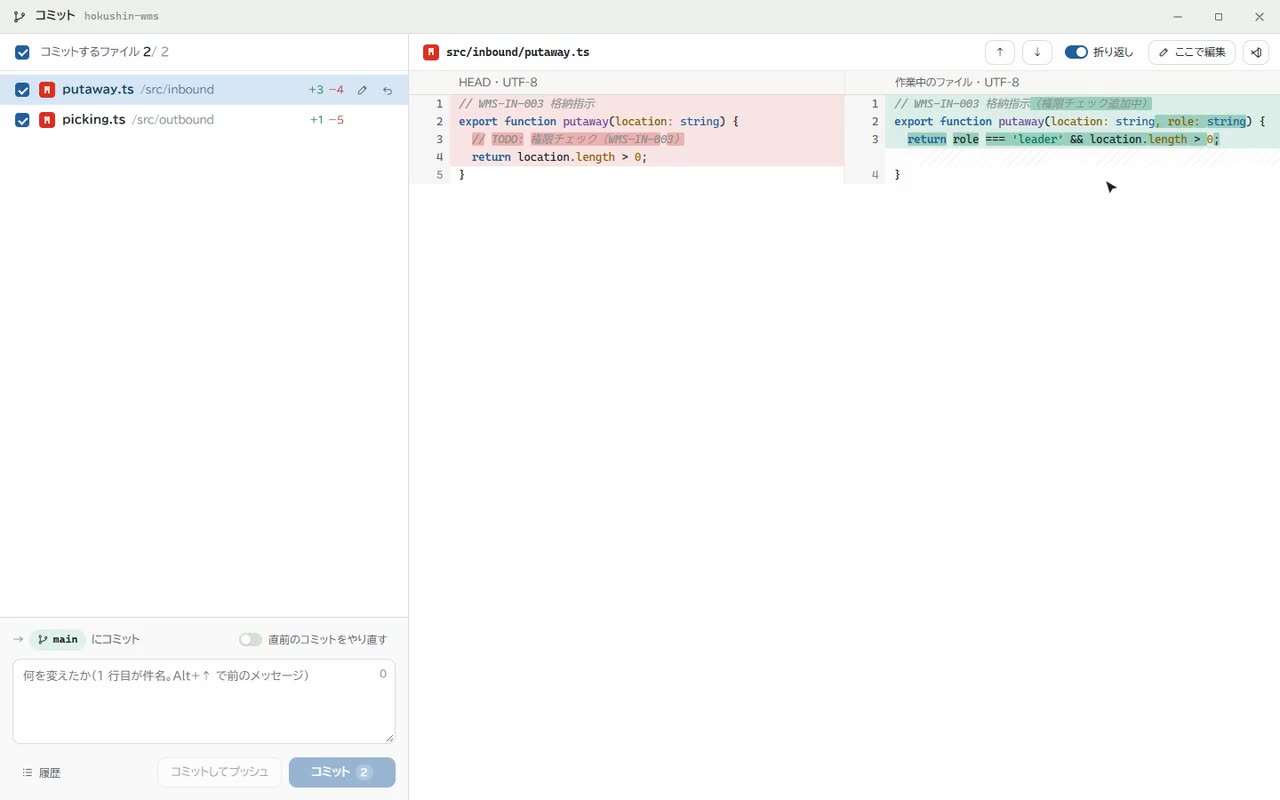 コミット hokushin-wms
コミットするファイル 2 / 2
M putaway.ts /src/inbound +3 −4
M picking.ts /src/outbound +1 −5
→ main にコミット 直前のコミットをやり直す
何を変えたか(1 行目が件名。Alt+↑ で前のメッセージ) 0
履歴 コミットしてプッシュ コミット 2
M src/inbound/putaway.ts ↑ ↓ 折り返し ここで編集
HEAD · UTF-8
1 // WMS-IN-003 格納指示
2 export function putaway(location: string) {
3 // TODO: 権限チェック（WMS-IN-003）
4 return location.length > 0;
5 }
作業中のファイル · UTF-8
1 // WMS-IN-003 格納指示（権限チェック追加中）
2 export function putaway(location: string, role: string) {
3 return role === 'leader' && location.length > 0;
4 }